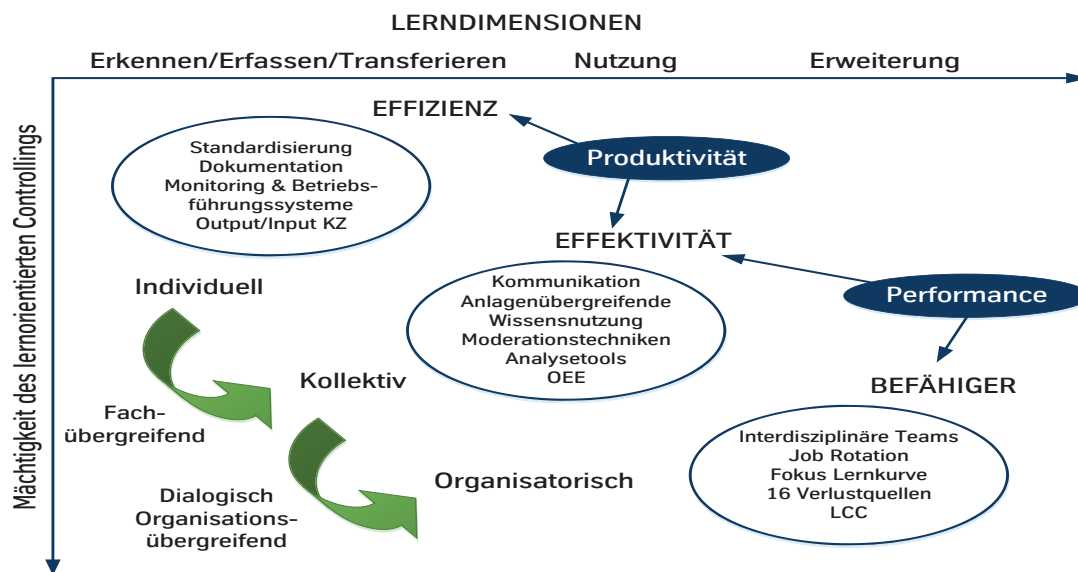 LERNDIMENSIONEN
Erkennen/Erfassen/Transferieren
Nutzung
Erweiterung
Mächtigkeit des lernorientierten Controllings
EFFIZIENZ
Standardisierung
Dokumentation
Monitoring & Betriebs-
führungssysteme
Output/Input KZ
Produktivität
EFFEKTIVITÄT
Kommunikation
Anlagenübergreifende
Wissensnutzung
Moderationstechniken
Analysetools
OEE
Performance
BEFÄHIGER
Interdisziplinäre Teams
Job Rotation
Fokus Lernkurve
16 Verlustquellen
LCC
Individuell
Fach-
übergreifend
Kollektiv
Dialogisch
Organisations-
übergreifend
Organisatorisch